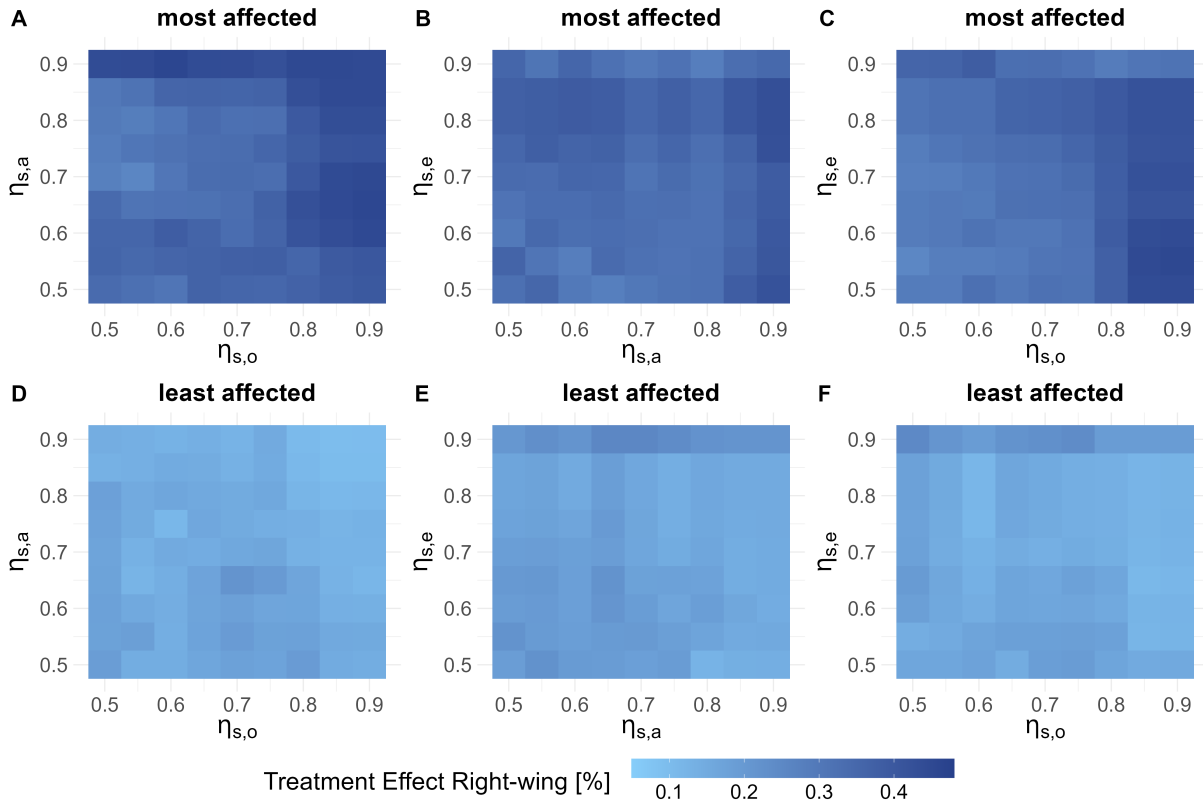 A most affected B most affected C most affected
0.9 0.9 0.9
0.8 0.8 0.8
ηs,a 0.7 ηs,e 0.7 ηs,e 0.7
0.6 0.6 0.6
0.5 0.5 0.5
0.5 0.6 0.7 0.8 0.9 0.5 0.6 0.7 0.8 0.9 0.5 0.6 0.7 0.8 0.9
ηs,o ηs,a ηs,o
D least affected E least affected F least affected
0.9 0.9 0.9
0.8 0.8 0.8
ηs,a 0.7 ηs,e 0.7 ηs,e 0.7
0.6 0.6 0.6
0.5 0.5 0.5
0.5 0.6 0.7 0.8 0.9 0.5 0.6 0.7 0.8 0.9 0.5 0.6 0.7 0.8 0.9
ηs,o ηs,a ηs,o
Treatment Effect Right-wing [%]
0.1 0.2 0.3 0.4